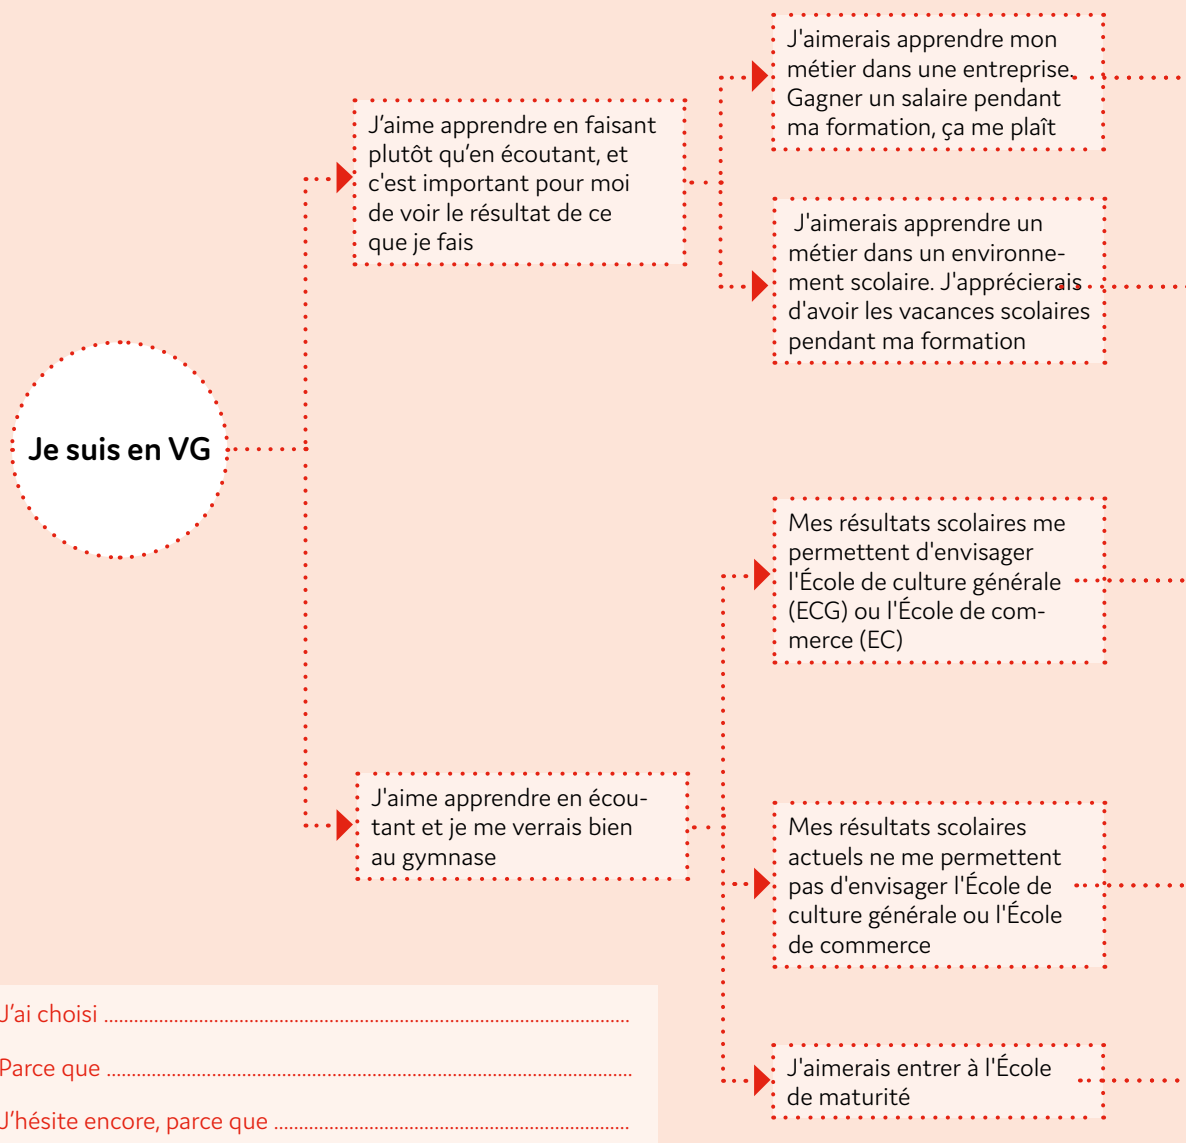 Je suis en VG
J’aime apprendre en faisant
plutôt qu’en écoutant, et
c'est important pour moi
de voir le résultat de ce
que je fais
J'aimerais apprendre mon
métier dans une entreprise.
Gagner un salaire pendant
ma formation, ça me plaît
J'aimerais apprendre un
métier dans un environne-
ment scolaire. J'apprécierais
d'avoir les vacances scolaires
pendant ma formation
J'aime apprendre en écou-
tant et je me verrais bien
au gymnase
Mes résultats scolaires me
permettent d'envisager
l'École de culture générale
(ECG) ou l'École de com-
merce (EC)
Mes résultats scolaires
actuels ne me permettent
pas d'envisager l'École de
culture générale ou l'École
de commerce
J'aimerais entrer à l'École
de maturité
J’ai choisi
Parce que
J’hésite encore, parce que